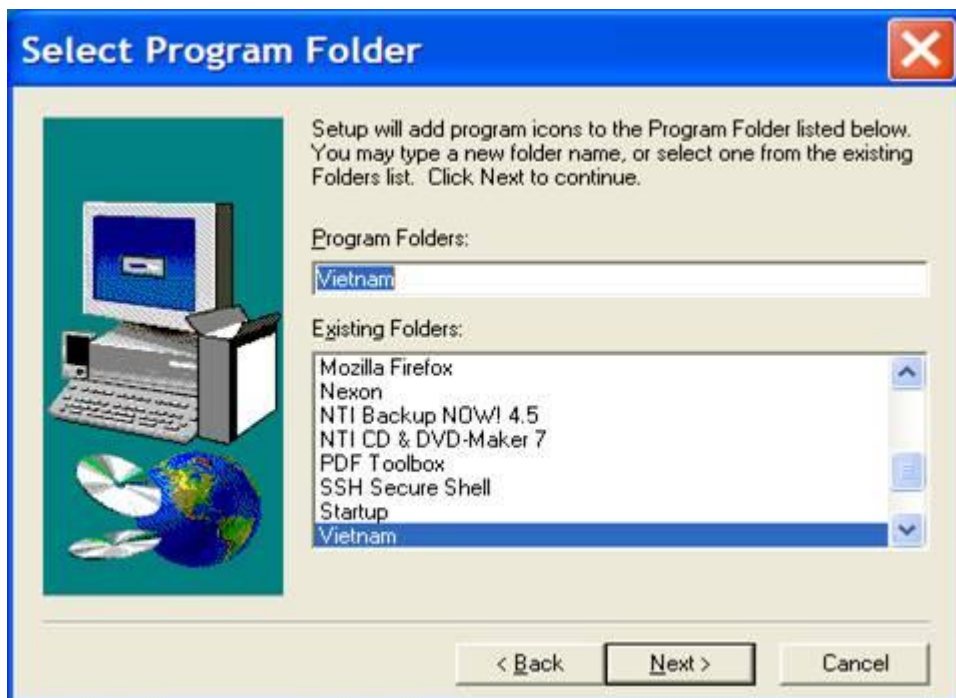 Select Program Folder
Setup will add program icons to the Program Folder listed below.
You may type a new folder name, or select one from the existing
Folders list. Click Next to continue.
Program Folders:
Vietnam
Existing Folders:
Mozilla Firefox
Nexon
NTI Backup NOW! 4.5
NTI CD & DVD-Maker 7
PDF Toolbox
SSH Secure Shell
Startup
Vietnam
< Back
Next >
Cancel